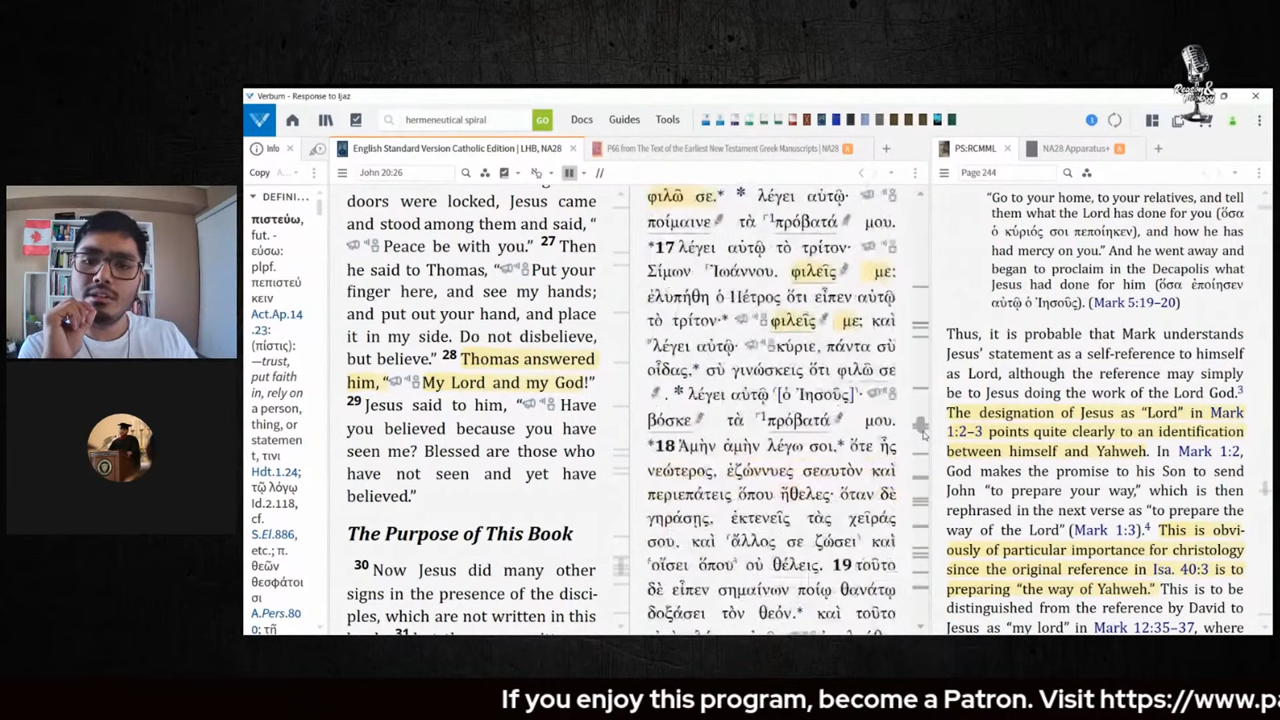 Reason &
Theology
Verbum - Response to Ijaz
hermeneutical spiral
GO
Docs
Guides
Tools
1
Info
English Standard Version Catholic Edition | LHB, NA28
P66 from The Text of the Earliest New Testament Greek Manuscripts | NA28
A
PS:RCMML
NA28 Apparatus+
A
Copy
John 20:26
Page 244
DEFINI...
πιστεύω,
fut. -
εύσω:
plpf.
πεπιστεύ
κειν
Act.Ap.14
.23:
(πίστις):
—trust,
put faith
in, rely on
a person,
thing, or
statemen
t, τινι
Hdt.1.24;
τῷ λόγῳ
Id.2.118,
cf.
S.El.886,
etc.; π.
θεῶν
θεσφάτοι
σι
A.Pers.80
0; τῇ
doors were locked, Jesus came
and stood among them and said, “
Peace be with you.” 27 Then
he said to Thomas, “Put your
finger here, and see my hands;
and put out your hand, and place
it in my side. Do not disbelieve,
but believe.” 28 Thomas answered
him, “My Lord and my God!”
29 Jesus said to him, “Have
you believed because you have
seen me? Blessed are those who
have not seen and yet have
believed.”
The Purpose of This Book
30 Now Jesus did many other
signs in the presence of the disci-
ples, which are not written in this
φιλῶ σε.* * λέγει αὐτῷ·
ποίμαινε τὰ ⸀¹πρόβατά μου.
*17 λέγει αὐτῷ τὸ τρίτον·
Σίμων ⸀Ἰωάννου, φιλεῖς με;
ἐλυπήθη ὁ Πέτρος ὅτι εἶπεν αὐτῷ
τὸ τρίτον·* φιλεῖς με; καὶ
⸀λέγει αὐτῷ· κύριε, πάντα σὺ
οἶδας,* σὺ γινώσκεις ὅτι φιλῶ σε
. * λέγει αὐτῷ [ὁ Ἰησοῦς]·
βόσκε τὰ ⸀¹πρόβατά μου.
*18 Ἀμὴν ἀμὴν λέγω σοι,* ὅτε ἦς
νεώτερος, ἐζώννυες σεαυτὸν καὶ
περιεπάτεις ὅπου ἤθελες· ὅταν δὲ
γηράσῃς, ἐκτενεῖς τὰς χεῖράς
σου, καὶ ⸂ἄλλος σε ζώσει καὶ
⸀οἴσει ὅπου⸃ οὐ θέλεις. 19 τοῦτο
δὲ εἶπεν σημαίνων ποίῳ θανάτῳ
δοξάσει τὸν θεόν.* καὶ τοῦτο
“Go to your home, to your relatives, and tell
them what the Lord has done for you (ὅσα
ὁ κύριός σοι πεποίηκεν), and how he has
had mercy on you.” And he went away and
began to proclaim in the Decapolis what
Jesus had done for him (ὅσα ἐποίησεν
αὐτῷ ὁ Ἰησοῦς). (Mark 5:19–20)
Thus, it is probable that Mark understands
Jesus’ statement as a self-reference to himself
as Lord, although the reference may simply
be to Jesus doing the work of the Lord God.3
The designation of Jesus as “Lord” in Mark
1:2–3 points quite clearly to an identification
between himself and Yahweh. In Mark 1:2,
God makes the promise to his Son to send
John “to prepare your way,” which is then
rephrased in the next verse as “to prepare the
way of the Lord” (Mark 1:3).4 This is obvi-
ously of particular importance for christology
since the original reference in Isa. 40:3 is to
preparing “the way of Yahweh.” This is to be
distinguished from the reference by David to
Jesus as “my lord” in Mark 12:35–37, where
If you enjoy this program, become a Patron. Visit https://www.pa